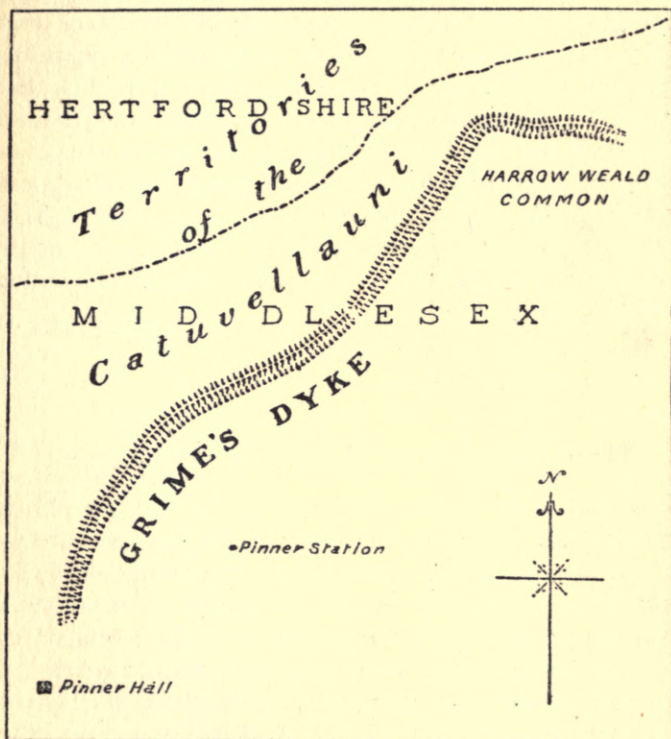 HERTFORDSHIRE
Territories
of the
Catuvellauni
HARROW WEALD
COMMON
MIDDLESEX
GRIME'S DYKE
N
Pinner Station
Pinner Hall